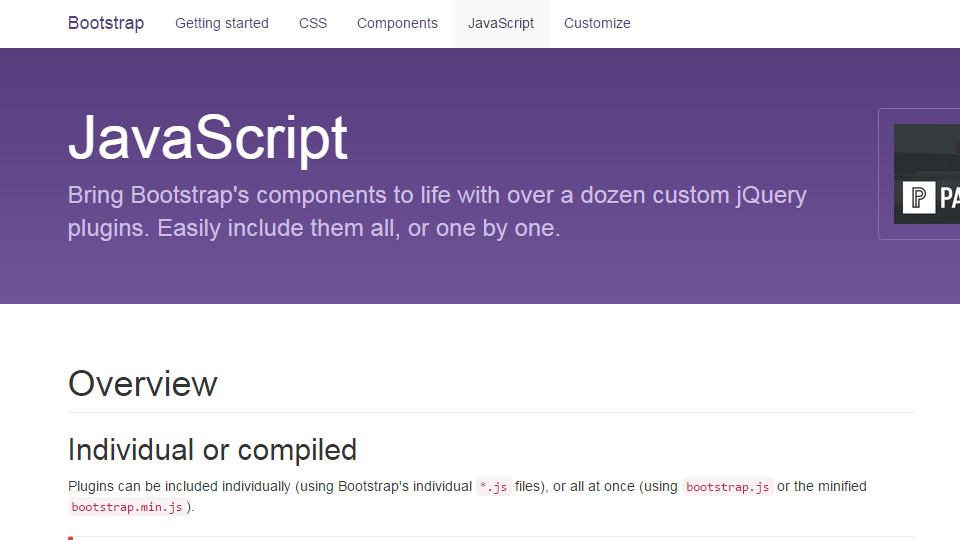 Bootstrap Getting started CSS Components JavaScript Customize
JavaScript
Bring Bootstrap's components to life with over a dozen custom jQuery
plugins. Easily include them all, or one by one.
PA
Overview
Individual or compiled
Plugins can be included individually (using Bootstrap's individual *.js files), or all at once (using bootstrap.js or the minified
bootstrap.min.js).